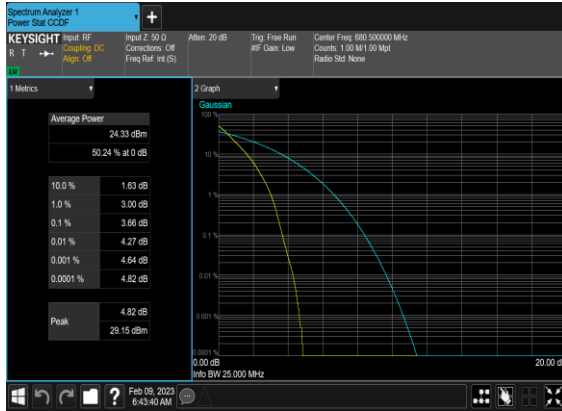 Spectrum Analyzer 1
Power Stat CCDF
+
KEYSIGHT
R T
LU
Input: RF
Coupling: DC
Align: Off
Input Z: 50 Ω
Corrections: Off
Freq Ref: Int (S)
Atten: 20 dB
Trig: Free Run
#IF Gain: Low
Center Freq: 680.500000 MHz
Counts: 1.00 M/1.00 Mpt
Radio Std: None
1 Metrics
Average Power
24.33 dBm
50.24 % at 0 dB
10.0 % 1.63 dB
1.0 % 3.00 dB
0.1 % 3.66 dB
0.01 % 4.27 dB
0.001 % 4.64 dB
0.0001 % 4.82 dB
Peak
4.82 dB
29.15 dBm
2 Graph
Gaussian
100 %
10 %
1 %
0.1 %
0.01 %
0.001 %
0.0001 %
0.00 dB
20.00 d
Info BW 25.000 MHz
?
Feb 09, 2023
6:43:40 AM